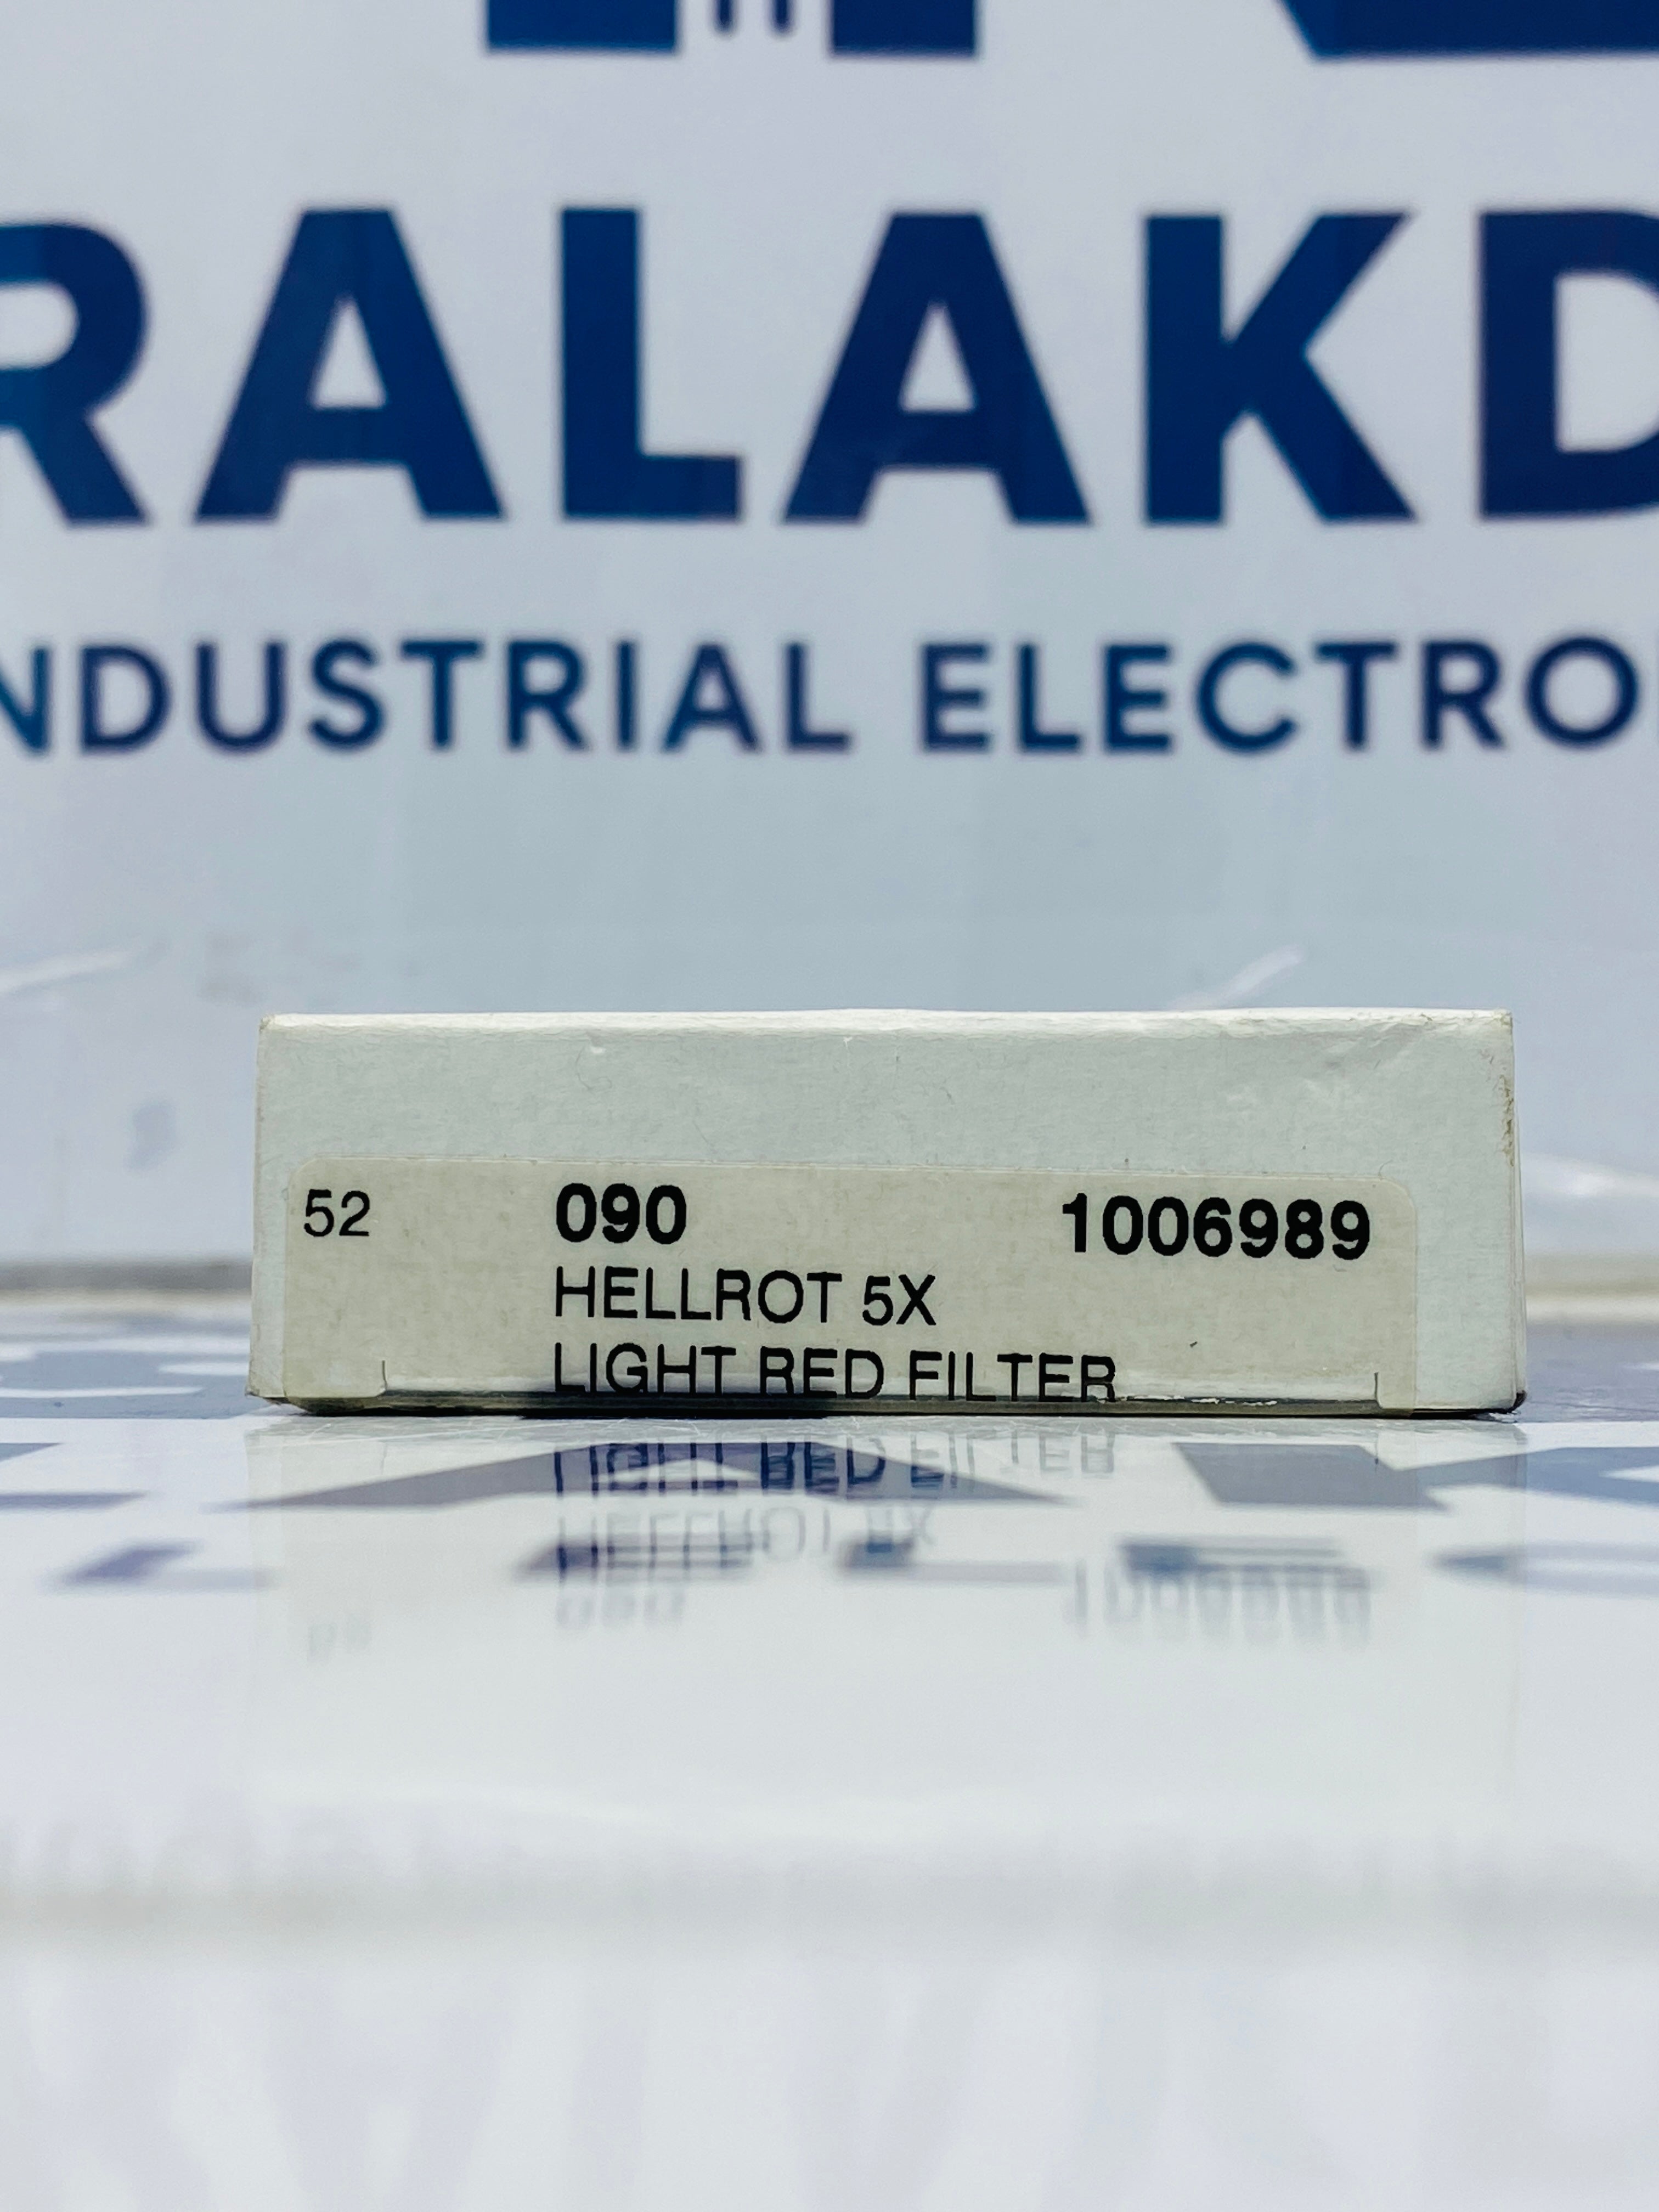 RALAKD
NDUSTRIAL ELECTRO
52 090 1006989
HELLROT 5X
LIGHT RED FILTER